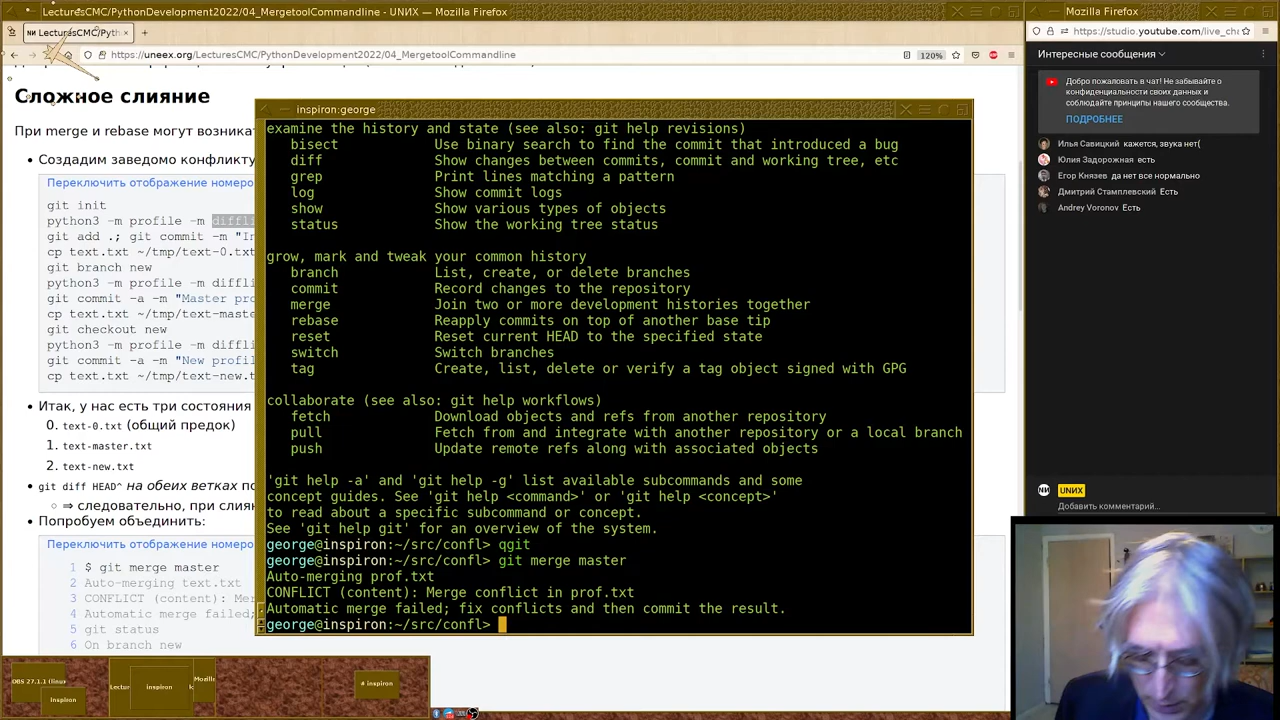 04_MergetoolCommandline
LecturesCMC/PythonDevelopment2022/04_MergetoolCommandline - UNИX — Mozilla Firefox
Mozilla Firefox
LecturesCMC/Pyth
https://uneex.org/LecturesCMC/PythonDevelopment2022/04_MergetoolCommandline
120%
https://studio.youtube.com/live_ch
Интересные сообщения
Добро пожаловать в чат! Не забывайте о
конфиденциальности своих данных и
соблюдайте принципы нашего сообщества.
ПОДРОБНЕЕ
Илья Савицкий кажется, звука нет(
Юлия Задорожная есть
Егор Князев да нет все нормально
Дмитрий Стамплевский Есть
Andrey Voronov Есть
UNИX
Добавить комментарий...
Сложное слияние
При merge и rebase могут возникат
Создадим заведомо конфликту
Переключить отображение номеро
git init
python3 -m profile -m diffli
git add .; git commit -m "In
cp text.txt ~/tmp/text-0.txt
git branch new
python3 -m profile -m diffli
git commit -a -m "Master pro
cp text.txt ~/tmp/text-mast
git checkout new
python3 -m profile -m diffli
git commit -a -m "New profil
cp text.txt ~/tmp/text-new.t
Итак, у нас есть три состояния
0. text-0.txt (общий предок)
1. text-master.txt
2. text-new.txt
git diff HEAD^ на обеих ветках по
⇒ следовательно, при слиян
Попробуем объединить:
Переключить отображение номеро
1 $ git merge master
2 Auto-merging text.txt
3 CONFLICT (content): Mer
4 Automatic merge failed;
5 git status
6 On branch new
inspiran:george
examine the history and state (see also: git help revisions)
bisect Use binary search to find the commit that introduced a bug
diff Show changes between commits, commit and working tree, etc
grep Print lines matching a pattern
log Show commit logs
show Show various types of objects
status Show the working tree status
grow, mark and tweak your common history
branch List, create, or delete branches
commit Record changes to the repository
merge Join two or more development histories together
rebase Reapply commits on top of another base tip
reset Reset current HEAD to the specified state
switch Switch branches
tag Create, list, delete or verify a tag object signed with GPG
collaborate (see also: git help workflows)
fetch Download objects and refs from another repository
pull Fetch from and integrate with another repository or a local branch
push Update remote refs along with associated objects
'git help -a' and 'git help -g' list available subcommands and some
concept guides. See 'git help <command>' or 'git help <concept>'
to read about a specific subcommand or concept.
See 'git help git' for an overview of the system.
george@inspiron:~/src/confl> qgit
george@inspiron:~/src/confl> git merge master
Auto-merging prof.txt
CONFLICT (content): Merge conflict in prof.txt
Automatic merge failed; fix conflicts and then commit the result.
george@inspiron:~/src/confl>
OBS 27.1.1 (linu
inspiron
Lectur
inspiron
Mozill
# inspiron